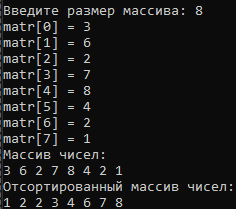 Введите размер массива: 8
matr[0] = 3
matr[1] = 6
matr[2] = 2
matr[3] = 7
matr[4] = 8
matr[5] = 4
matr[6] = 2
matr[7] = 1
Массив чисел:
3 6 2 7 8 4 2 1
Отсортированный массив чисел:
1 2 2 3 4 6 7 8